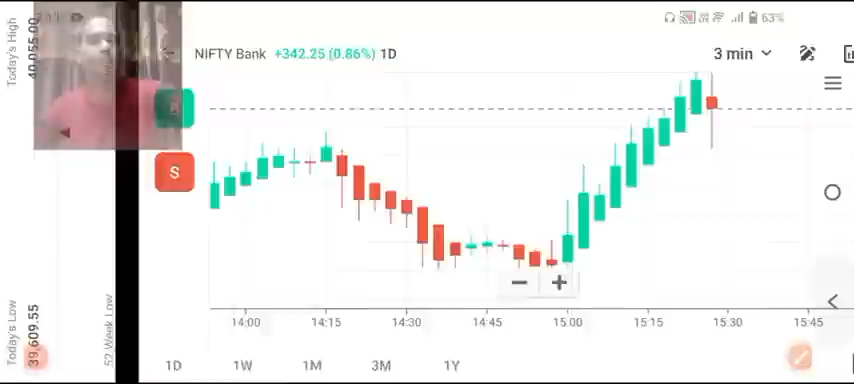 63%
NIFTY Bank +342.25 (0.86%) 1D
3 min
Today's High
40,055.00
B
S
− +
Today's Low
39,609.55
52 Week Low
14:00 14:15 14:30 14:45 15:00 15:15 15:30 15:45
1D 1W 1M 3M 1Y